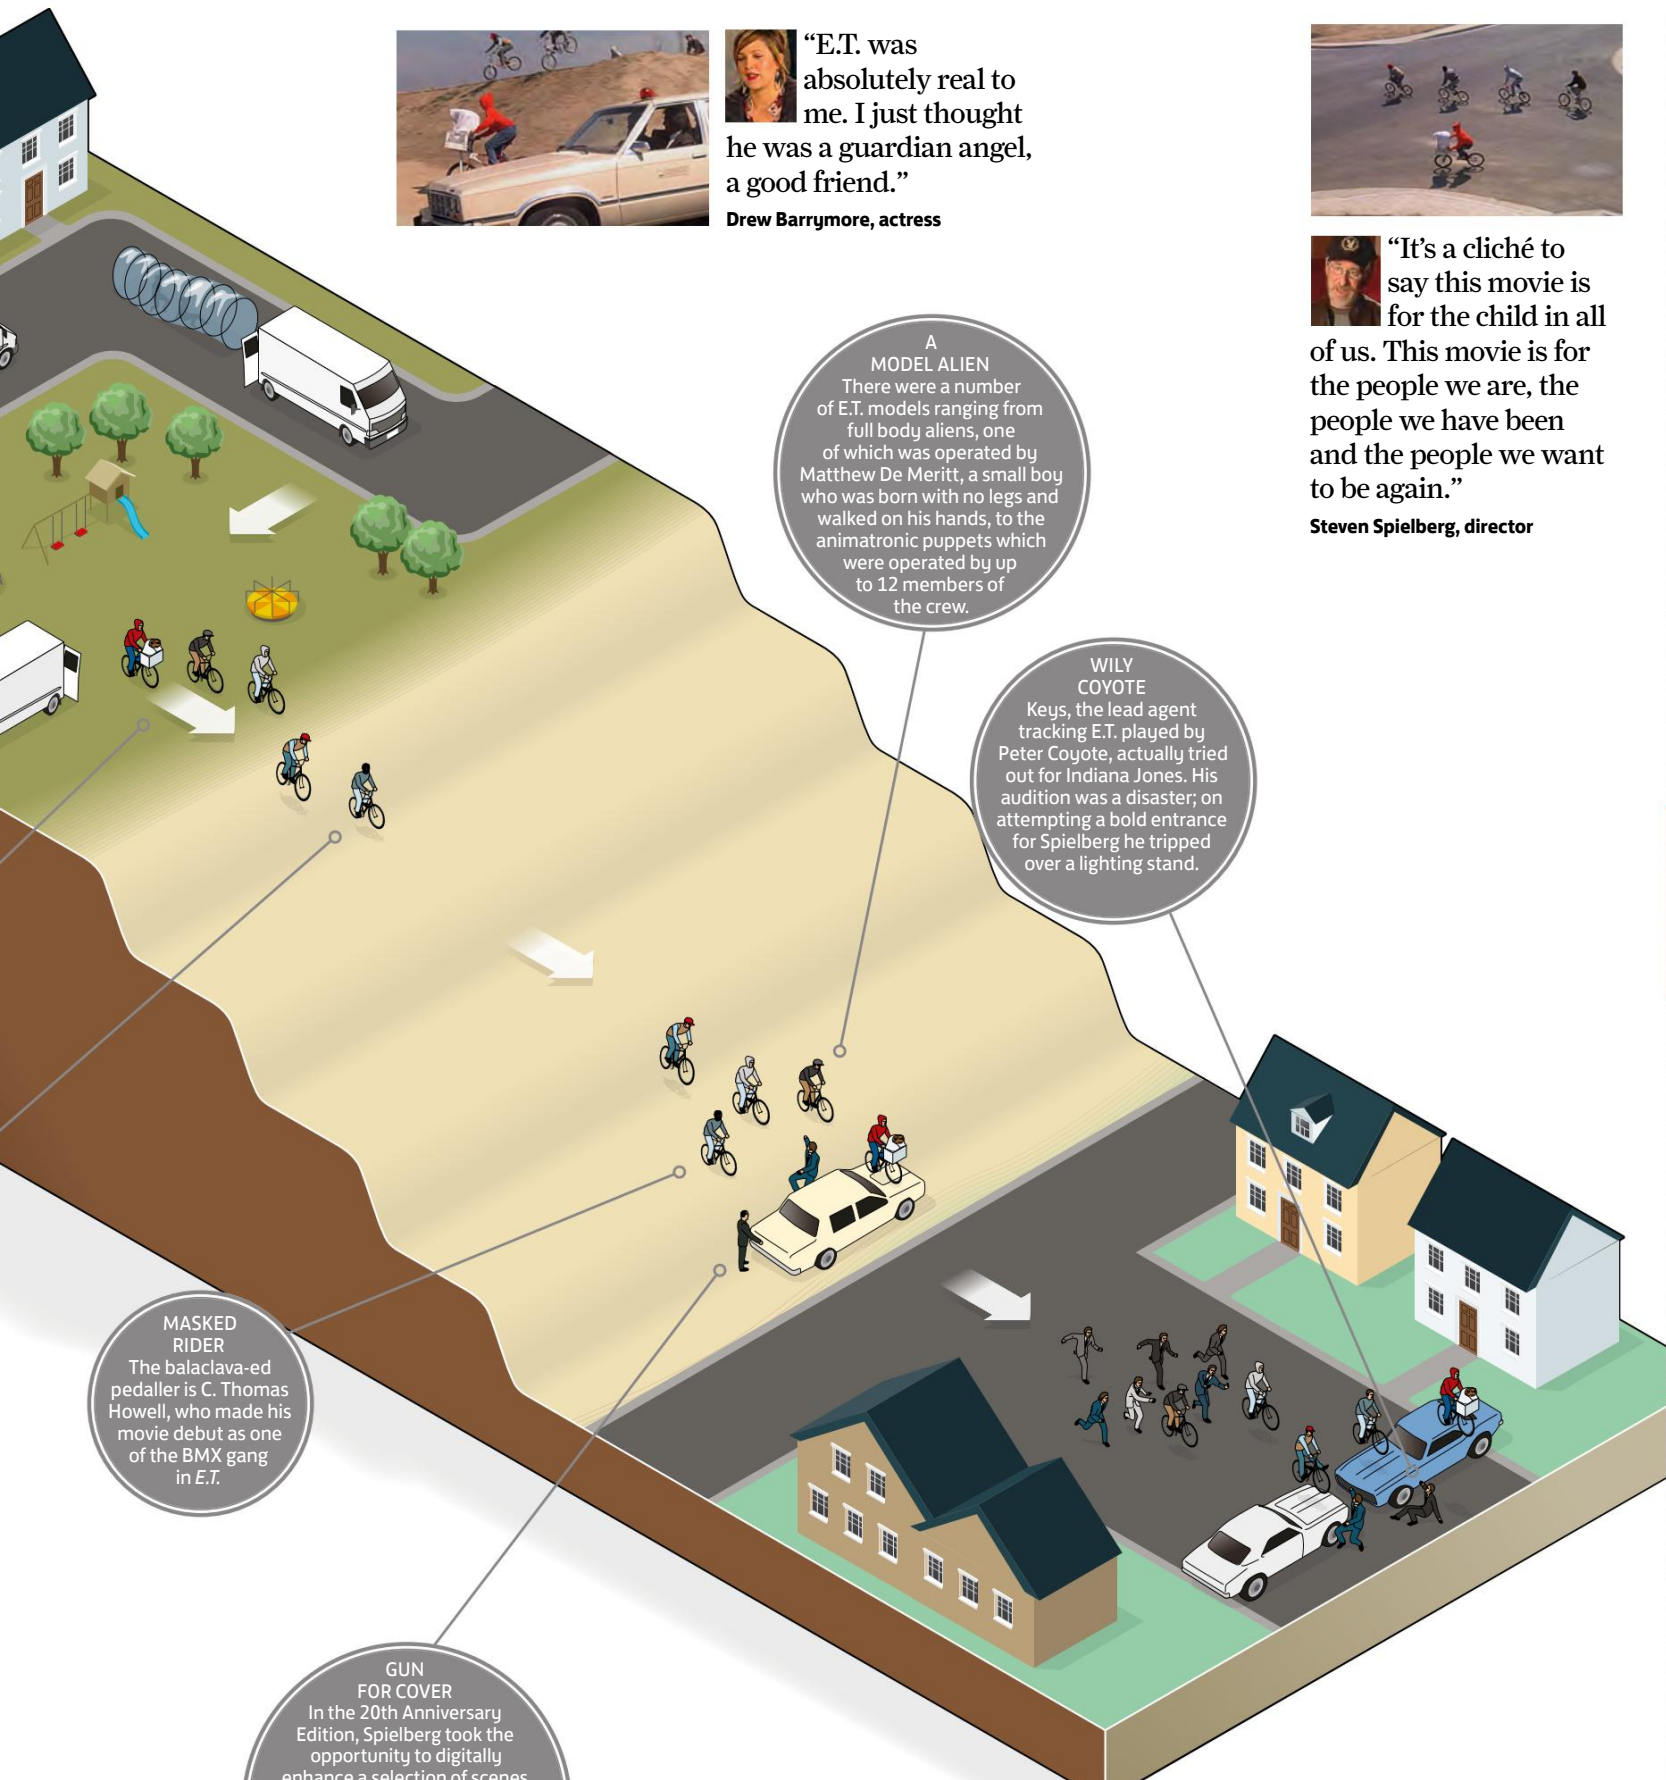 “E.T. was
absolutely real to
me. I just thought
he was a guardian angel,
a good friend.”
Drew Barrymore, actress
“It’s a cliché to
say this movie is
for the child in all
of us. This movie is for
the people we are, the
people we have been
and the people we want
to be again.”
Steven Spielberg, director
A
MODEL ALIEN
There were a number
of E.T. models ranging from
full body aliens, one
of which was operated by
Matthew De Meritt, a small boy
who was born with no legs and
walked on his hands, to the
animatronic puppets which
were operated by up
to 12 members of
the crew.
WILY
COYOTE
Keys, the lead agent
tracking E.T. played by
Peter Coyote, actually tried
out for Indiana Jones. His
audition was a disaster; on
attempting a bold entrance
for Spielberg he tripped
over a lighting stand.
MASKED
RIDER
The balaclava-ed
pedaller is C. Thomas
Howell, who made his
movie debut as one
of the BMX gang
in E.T.
GUN
FOR COVER
In the 20th Anniversary
Edition, Spielberg took the
opportunity to digitally
enhance a selection of scenes